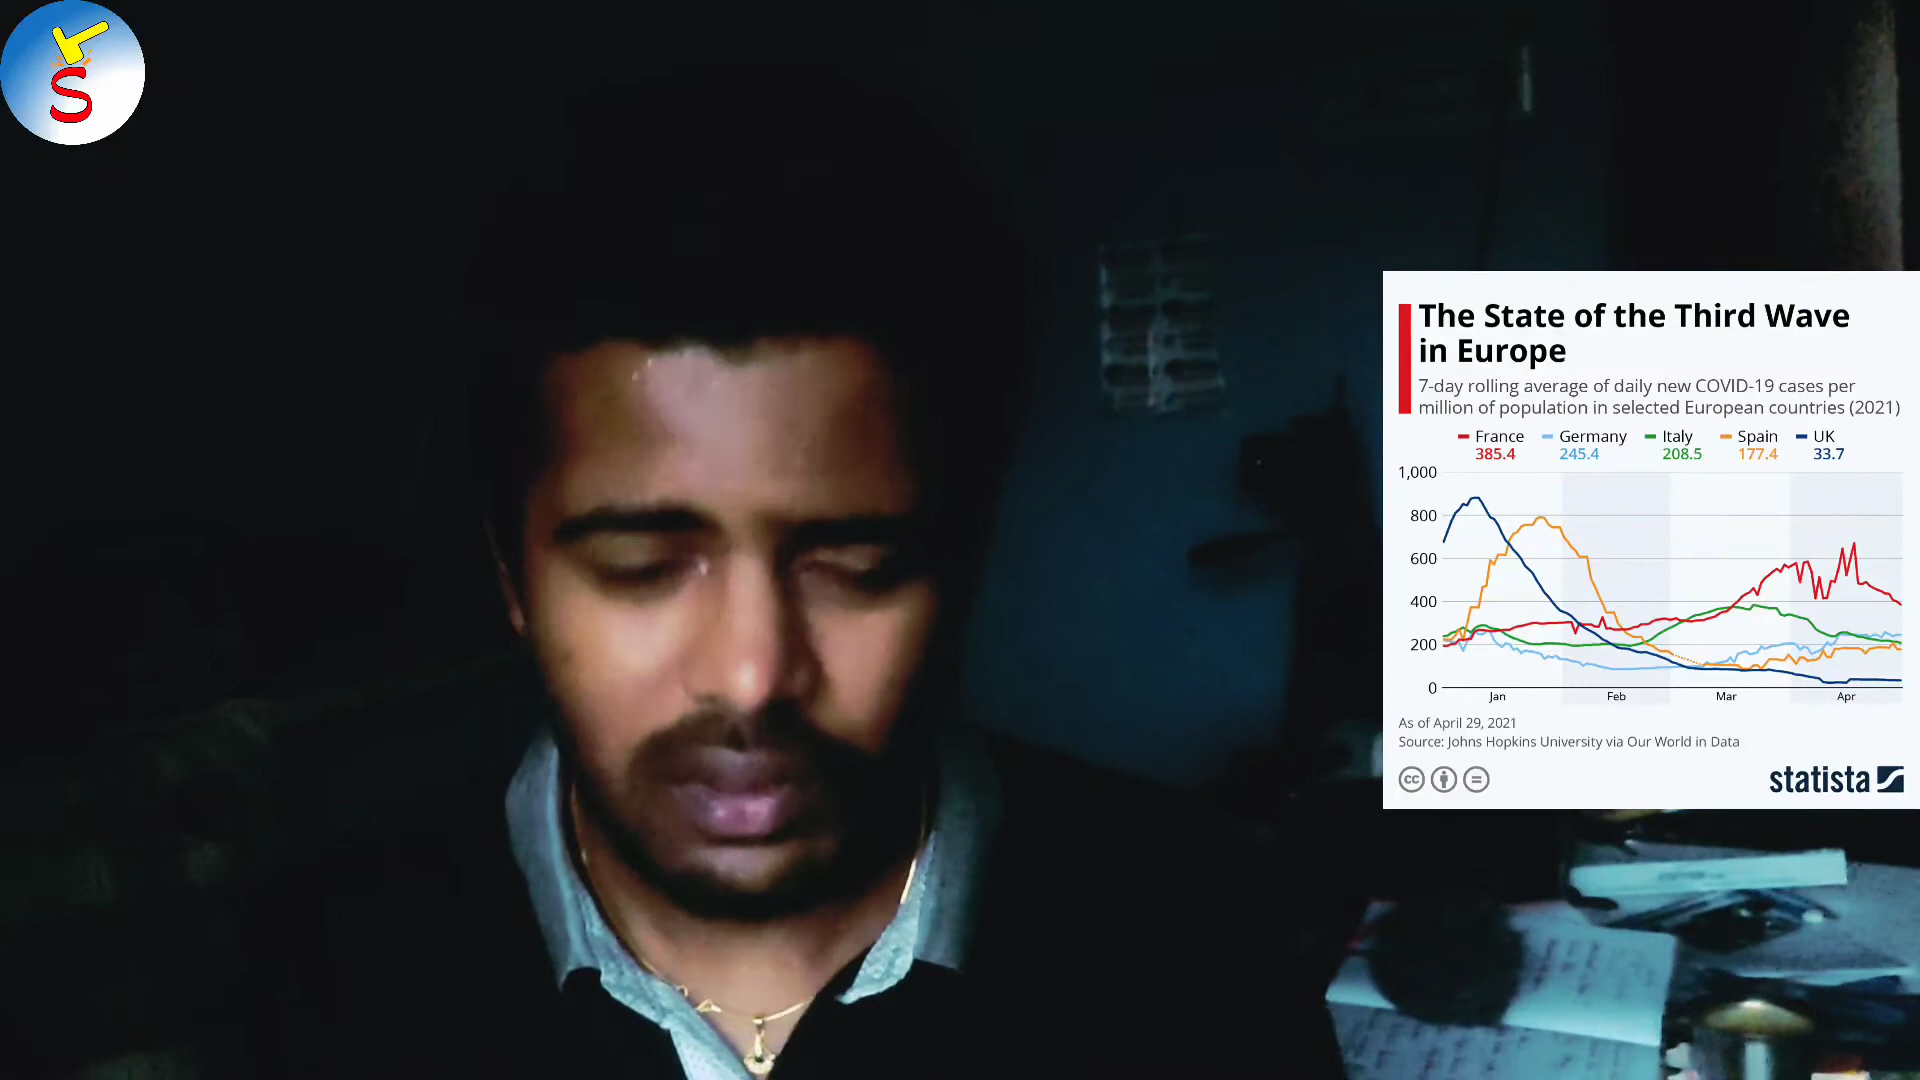 S
The State of the Third Wave
in Europe
7-day rolling average of daily new COVID-19 cases per
million of population in selected European countries (2021)
France Germany Italy Spain UK
385.4 245.4 208.5 177.4 33.7
1,000
800
600
400
200
0
Jan Feb Mar Apr
As of April 29, 2021
Source: Johns Hopkins University via Our World in Data
cc
statista